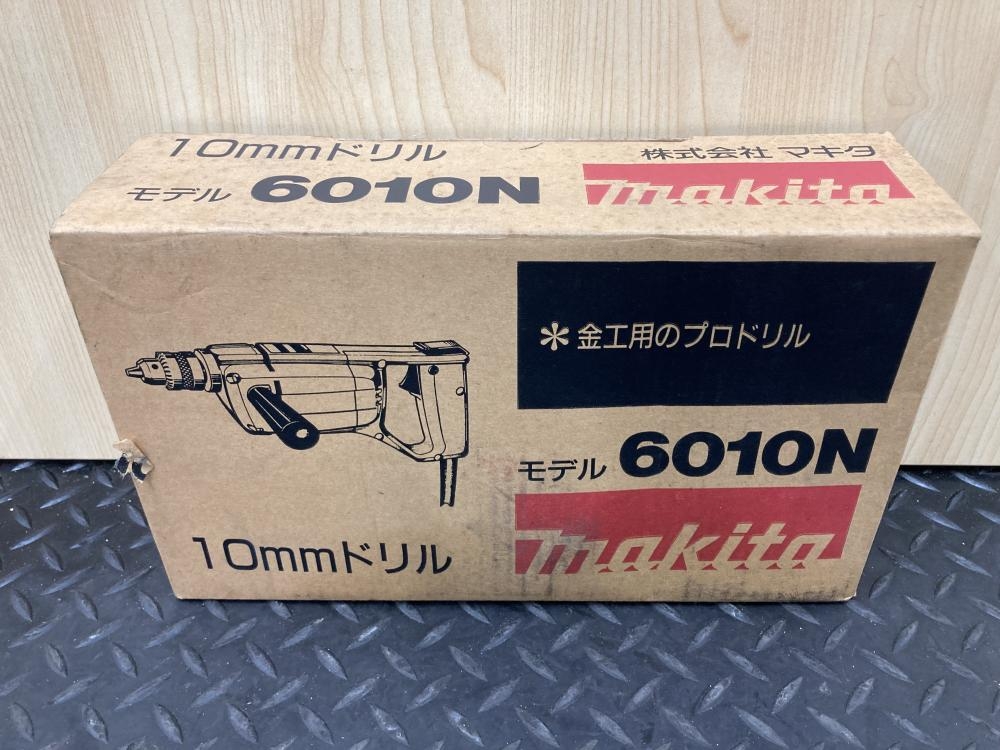 10mmドリル
株式会社 マキタ
モデル 6010N
makita
*金工用のプロドリル
モデル 6010N
10mmドリル
makita